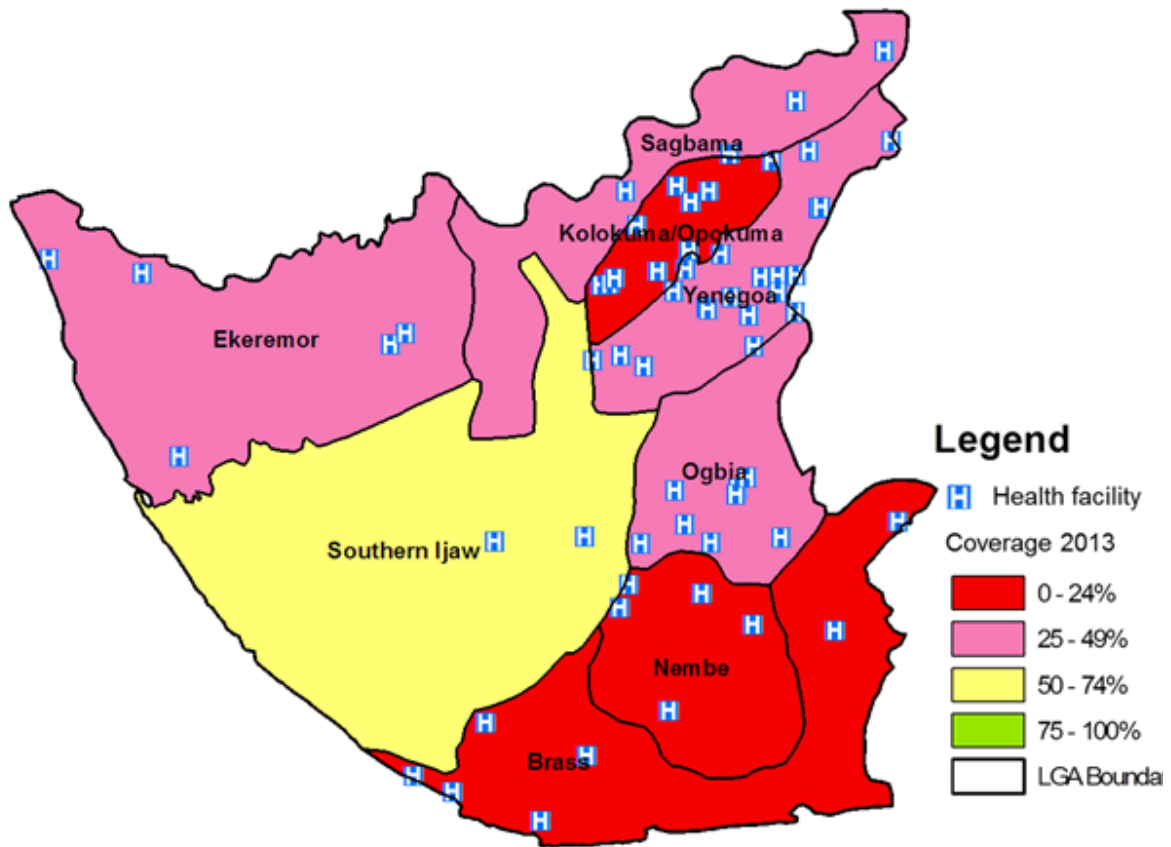 Sagbama
Kolokuma/Opokuma
Yenegoa
Ekeremor
Ogbia
Southern Ijaw
Nembe
Brass
Legend
H Health facility
Coverage 2013
0 - 24%
25 - 49%
50 - 74%
75 - 100%
LGA Bounda